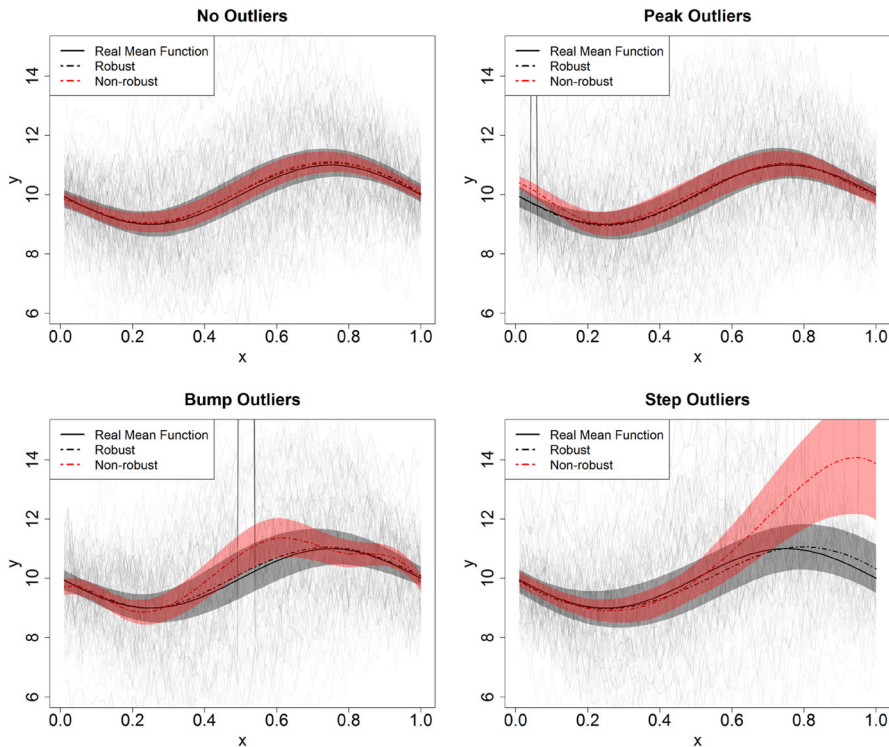 No Outliers
Real Mean Function
Robust
Non-robust
y
14
12
10
8
6
0.0 0.2 0.4 0.6 0.8 1.0
x
Peak Outliers
Real Mean Function
Robust
Non-robust
y
14
12
10
8
6
0.0 0.2 0.4 0.6 0.8 1.0
x
Bump Outliers
Real Mean Function
Robust
Non-robust
y
14
12
10
8
6
0.0 0.2 0.4 0.6 0.8 1.0
x
Step Outliers
Real Mean Function
Robust
Non-robust
y
14
12
10
8
6
0.0 0.2 0.4 0.6 0.8 1.0
x